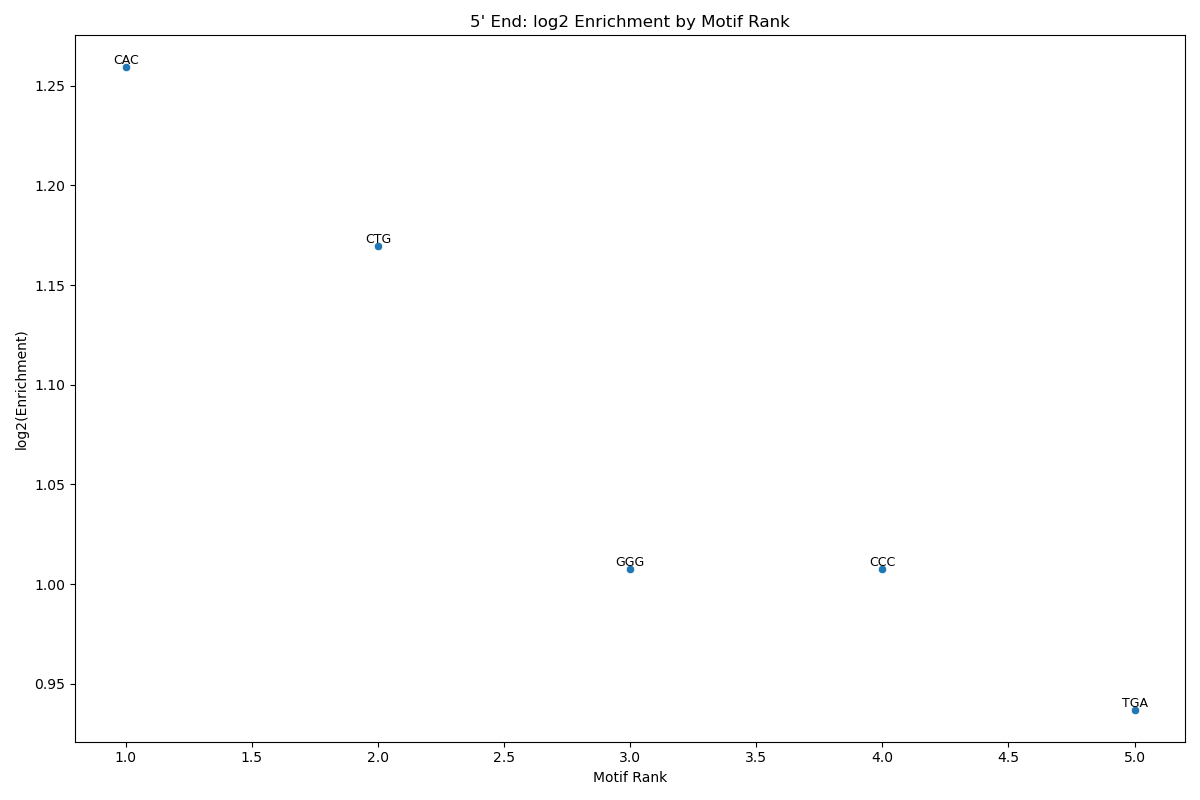 5' End: log2 Enrichment by Motif Rank
log2(Enrichment)
1.25
1.20
1.15
1.10
1.05
1.00
0.95
CAC
CTG
GGG
CCC
TGA
1.0
1.5
2.0
2.5
3.0
3.5
4.0
4.5
5.0
Motif Rank